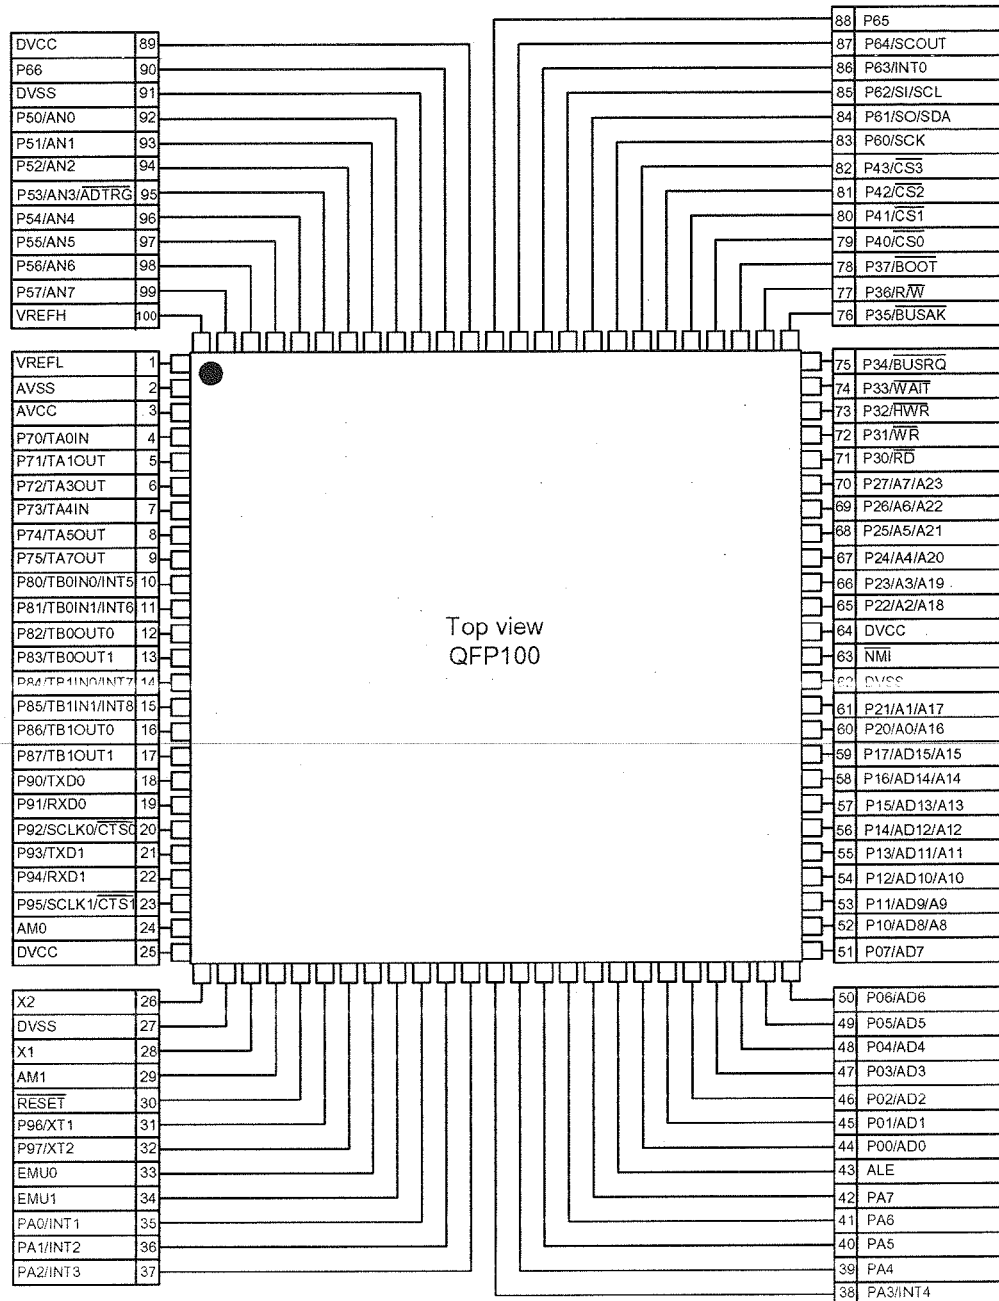 DVCC 89
P66 90
DVSS 91
P50/AN0 92
P51/AN1 93
P52/AN2 94
P53/AN3/ADTRG 95
P54/AN4 96
P55/AN5 97
P56/AN6 98
P57/AN7 99
VREFH 100
88 P65
87 P64/SCOUT
86 P63/INT0
85 P62/SI/SCL
84 P61/SO/SDA
83 P60/SCK
82 P43/CS3
81 P42/CS2
80 P41/CS1
79 P40/CS0
78 P37/BOOT
77 P36/R/W
76 P35/BUSAK
VREFL 1
AVSS 2
AVCC 3
P70/TA0IN 4
P71/TA1OUT 5
P72/TA3OUT 6
P73/TA4IN 7
P74/TA5OUT 8
P75/TA7OUT 9
P80/TB0IN0/INT5 10
P81/TB0IN1/INT6 11
P82/TB0OUT0 12
P83/TB0OUT1 13
P84/TB1IN0/INT7 14
P85/TB1IN1/INT8 15
P86/TB1OUT0 16
P87/TB1OUT1 17
P90/TXD0 18
P91/RXD0 19
P92/SCLK0/CTS0 20
P93/TXD1 21
P94/RXD1 22
P95/SCLK1/CTS1 23
AM0 24
DVCC 25
Top view
QFP100
75 P34/BUSRQ
74 P33/WAIT
73 P32/HWR
72 P31/WR
71 P30/RD
70 P27/A7/A23
69 P26/A6/A22
68 P25/A5/A21
67 P24/A4/A20
66 P23/A3/A19
65 P22/A2/A18
64 DVCC
63 NMI
62 DVSS
61 P21/A1/A17
60 P20/A0/A16
59 P17/AD15/A15
58 P16/AD14/A14
57 P15/AD13/A13
56 P14/AD12/A12
55 P13/AD11/A11
54 P12/AD10/A10
53 P11/AD9/A9
52 P10/AD8/A8
51 P07/AD7
X2 26
DVSS 27
X1 28
AM1 29
RESET 30
P96/XT1 31
P97/XT2 32
EMU0 33
EMU1 34
PA0/INT1 35
PA1/INT2 36
PA2/INT3 37
50 P06/AD6
49 P05/AD5
48 P04/AD4
47 P03/AD3
46 P02/AD2
45 P01/AD1
44 P00/AD0
43 ALE
42 PA7
41 PA6
40 PA5
39 PA4
38 PA3/INT4